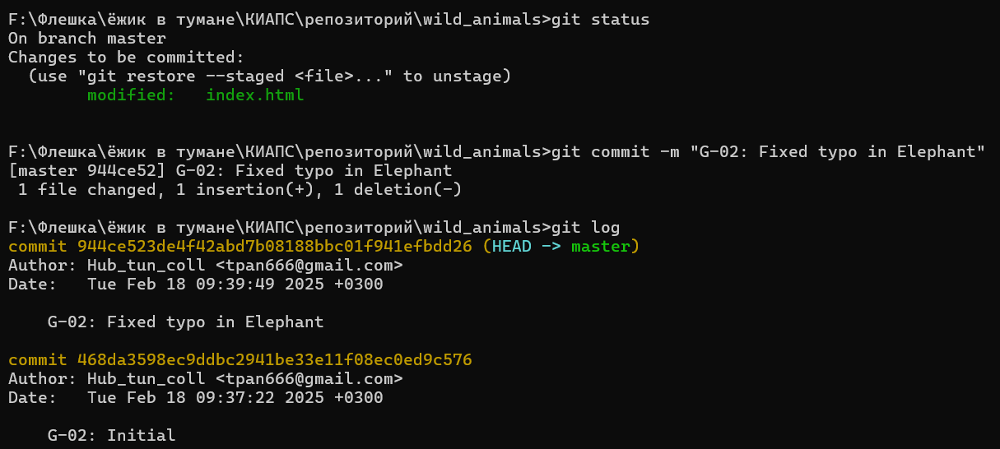 F:\Флешка\ёжик в тумане\КИАПС\репозиторий\wild_animals>git status
On branch master
Changes to be committed:
  (use "git restore --staged <file>..." to unstage)
        modified:   index.html
F:\Флешка\ёжик в тумане\КИАПС\репозиторий\wild_animals>git commit -m "G-02: Fixed typo in Elephant"
[master 944ce52] G-02: Fixed typo in Elephant
 1 file changed, 1 insertion(+), 1 deletion(-)
F:\Флешка\ёжик в тумане\КИАПС\репозиторий\wild_animals>git log
commit 944ce523de4f42abd7b08188bbc01f941efbdd26 (HEAD -> master)
Author: Hub_tun_coll <tpan666@gmail.com>
Date:   Tue Feb 18 09:39:49 2025 +0300
    G-02: Fixed typo in Elephant
commit 468da3598ec9ddbc2941be33e11f08ec0ed9c576
Author: Hub_tun_coll <tpan666@gmail.com>
Date:   Tue Feb 18 09:37:22 2025 +0300
    G-02: Initial